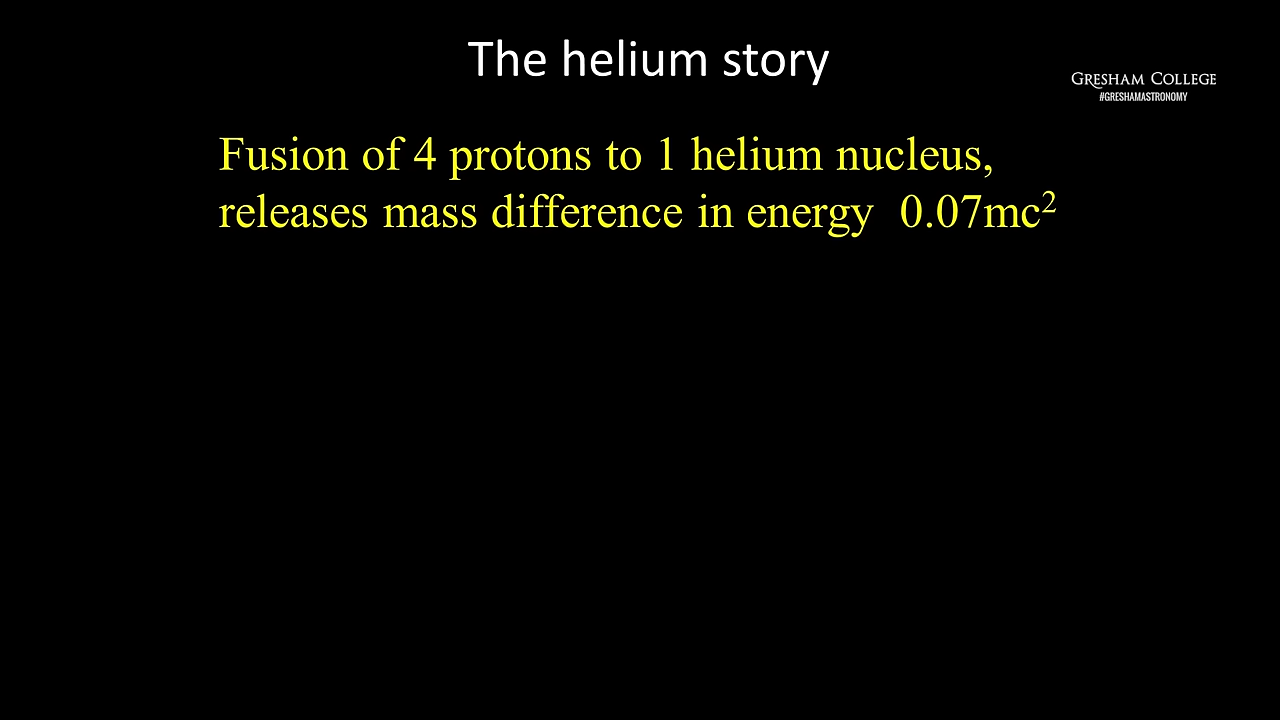 The helium story
GRESHAM COLLEGE
#GRESHAMASTRONOMY
Fusion of 4 protons to 1 helium nucleus,
releases mass difference in energy 0.07mc²